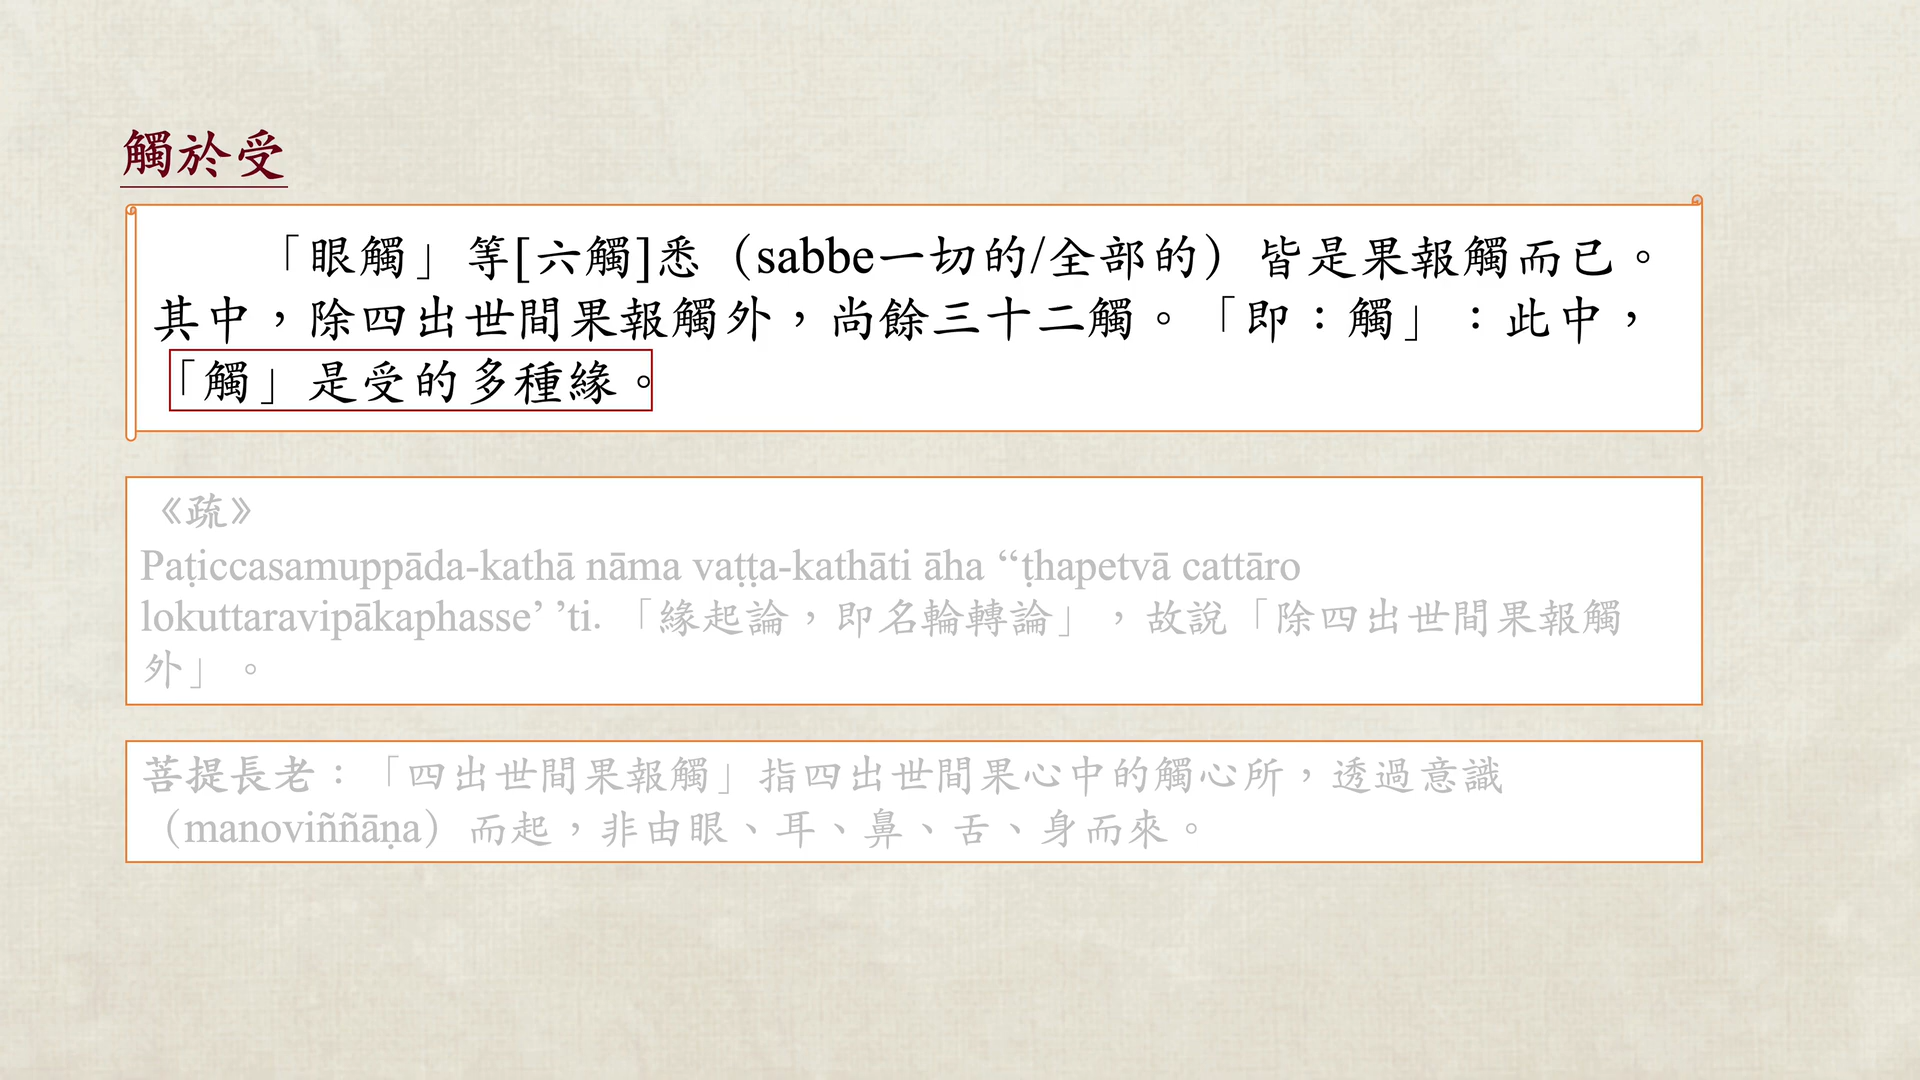 觸於受
「眼觸」等[六觸]悉（sabbe一切的/全部的）皆是果報觸而已。
其中，除四出世間果報觸外，尚餘三十二觸。「即：觸」：此中，
「觸」是受的多種緣。
《疏》
Paṭiccasamuppāda-kathā nāma vaṭṭa-kathāti āha “ṭhapetvā cattāro
lokuttaravipākaphasse’ ’ti. 「緣起論，即名輪轉論」，故說「除四出世間果報觸
外」。
菩提長老：「四出世間果報觸」指四出世間果心中的觸心所，透過意識
（manoviññāṇa）而起，非由眼、耳、鼻、舌、身而來。